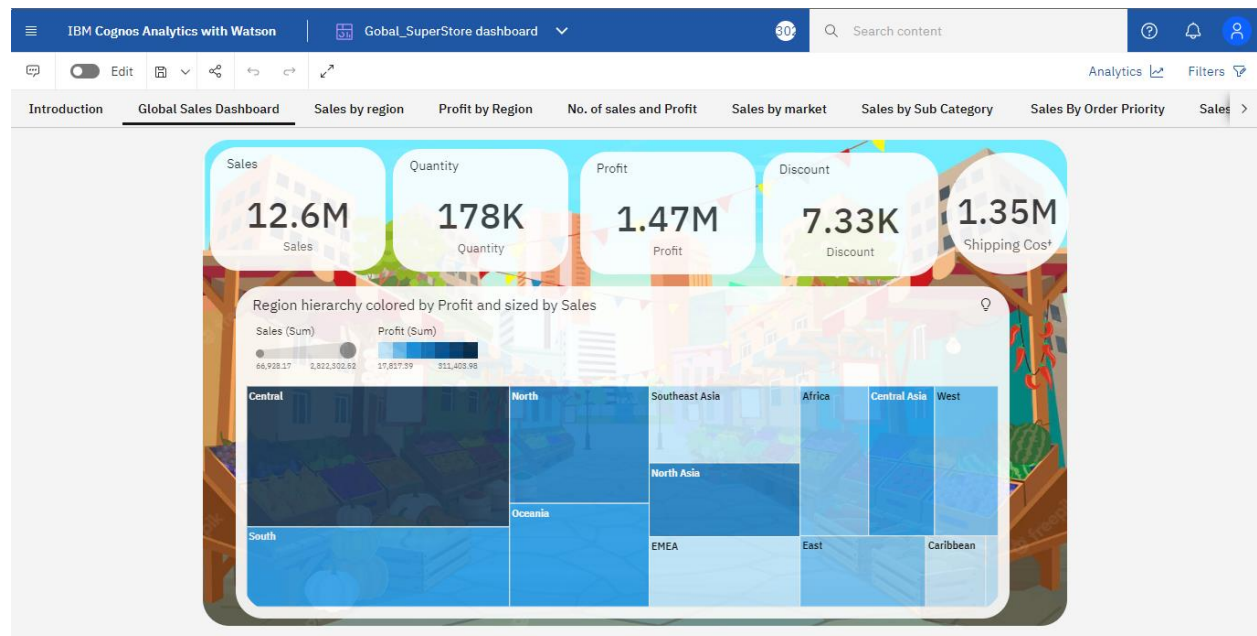 IBM Cognos Analytics with Watson
Gobal_SuperStore dashboard
302
Search content
Edit
Analytics
Filters
Introduction
Global Sales Dashboard
Sales by region
Profit by Region
No. of sales and Profit
Sales by market
Sales by Sub Category
Sales By Order Priority
Sales
Sales
12.6M
Sales
Quantity
178K
Quantity
Profit
1.47M
Profit
Discount
7.33K
Discount
1.35M
Shipping Cost
Region hierarchy colored by Profit and sized by Sales
Sales (Sum)
Profit (Sum)
66,928.17
2,822,302.62
17,817.39
311,403.98
Central
North
Southeast Asia
Africa
Central Asia
West
North Asia
Oceania
South
EMEA
East
Caribbean